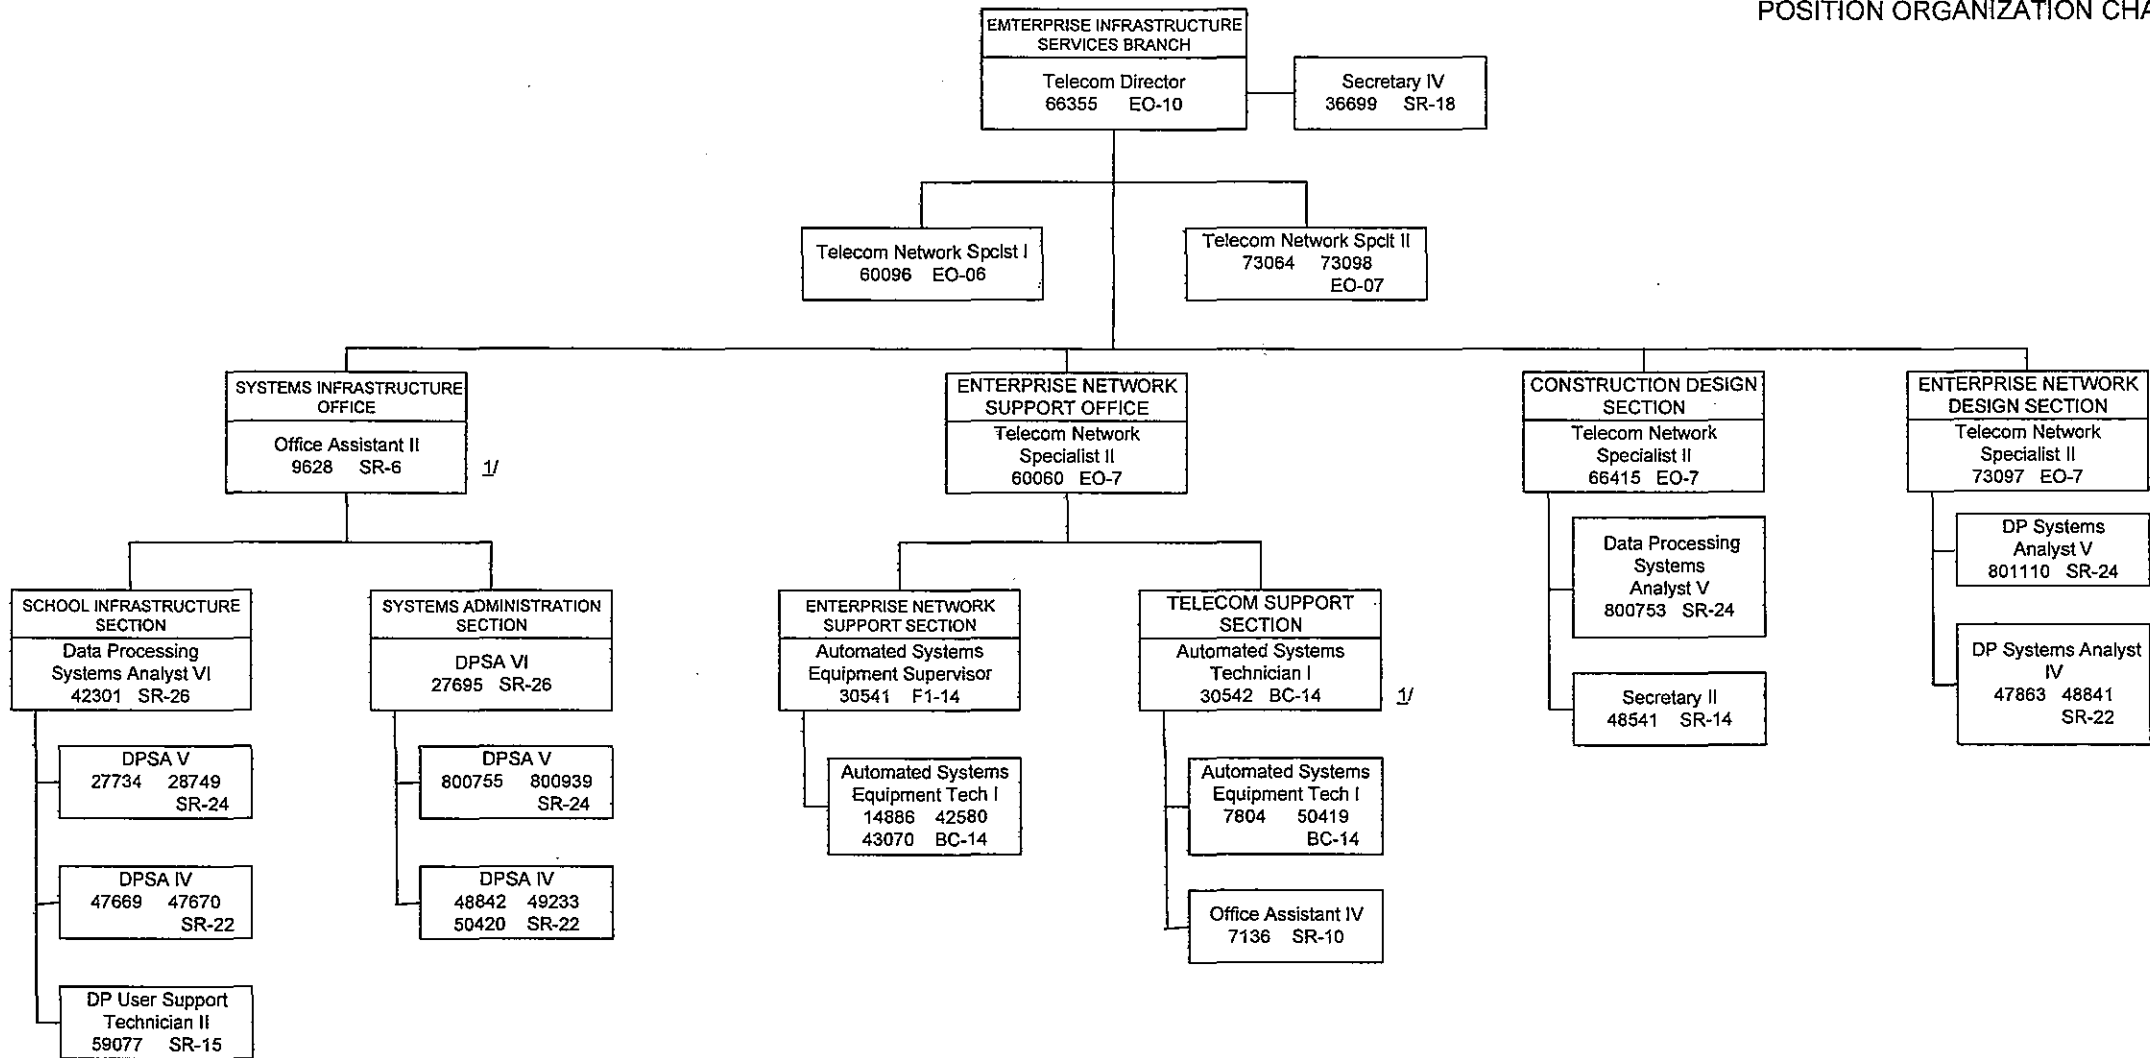 POSITION ORGANIZATION CHA
EMTERPRISE INFRASTRUCTURE
SERVICES BRANCH
Telecom Director
66355 EO-10
Secretary IV
36699 SR-18
Telecom Network Spclst I
60096 EO-06
Telecom Network Spclt II
73064 73098
EO-07
SYSTEMS INFRASTRUCTURE
OFFICE
Office Assistant II
9628 SR-6
1/
ENTERPRISE NETWORK
SUPPORT OFFICE
Telecom Network
Specialist II
60060 EO-7
CONSTRUCTION DESIGN
SECTION
Telecom Network
Specialist II
66415 EO-7
ENTERPRISE NETWORK
DESIGN SECTION
Telecom Network
Specialist II
73097 EO-7
Data Processing
Systems
Analyst V
800753 SR-24
Secretary II
48541 SR-14
DP Systems
Analyst V
801110 SR-24
DP Systems Analyst
IV
47863 48841
SR-22
SCHOOL INFRASTRUCTURE
SECTION
Data Processing
Systems Analyst VI
42301 SR-26
DPSA V
27734 28749
SR-24
DPSA IV
47669 47670
SR-22
DP User Support
Technician II
59077 SR-15
SYSTEMS ADMINISTRATION
SECTION
DPSA VI
27695 SR-26
DPSA V
800755 800939
SR-24
DPSA IV
48842 49233
50420 SR-22
ENTERPRISE NETWORK
SUPPORT SECTION
Automated Systems
Equipment Supervisor
30541 F1-14
Automated Systems
Equipment Tech I
14886 42580
43070 BC-14
TELECOM SUPPORT
SECTION
Automated Systems
Technician I
30542 BC-14
1/
Automated Systems
Equipment Tech I
7804 50419
BC-14
Office Assistant IV
7136 SR-10